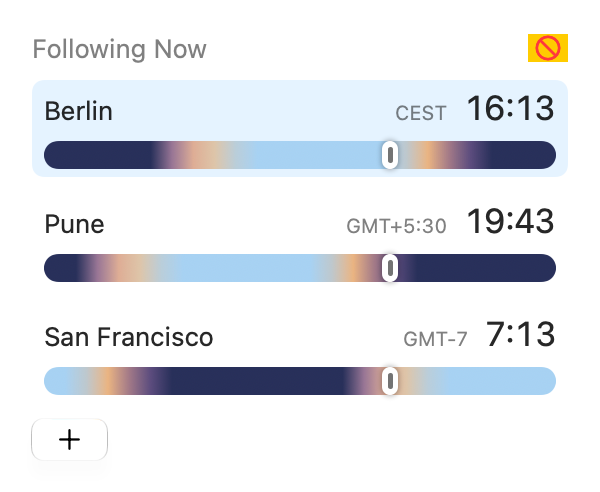 Following Now
Berlin CEST 16:13
Pune GMT+5:30 19:43
San Francisco GMT-7 7:13
+